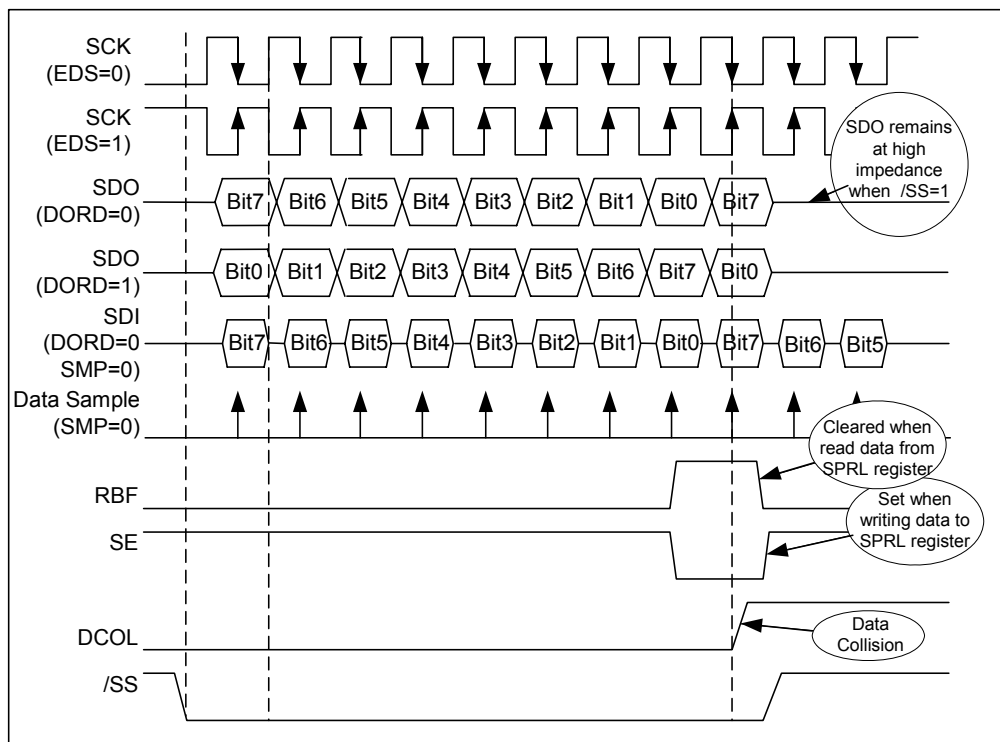 SCK
(EDS=0)
SCK
(EDS=1)
SDO remains
at high
impedance
when /SS=1
SDO
(DORD=0)
Bit7 Bit6 Bit5 Bit4 Bit3 Bit2 Bit1 Bit0 Bit7
SDO
(DORD=1)
Bit0 Bit1 Bit2 Bit3 Bit4 Bit5 Bit6 Bit7 Bit0
SDI
(DORD=0
SMP=0)
Bit7 Bit6 Bit5 Bit4 Bit3 Bit2 Bit1 Bit0 Bit7 Bit6 Bit5
Data Sample
(SMP=0)
Cleared when
read data from
SPRL register
RBF
Set when
writing data to
SPRL register
SE
DCOL
Data
Collision
/SS